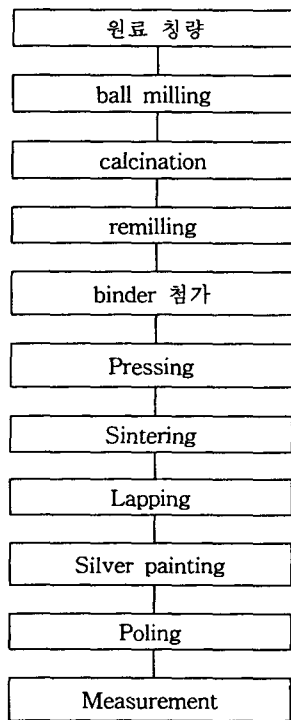 원료 칭량
ball milling
calcination
remilling
binder 첨가
Pressing
Sintering
Lapping
Silver painting
Poling
Measurement